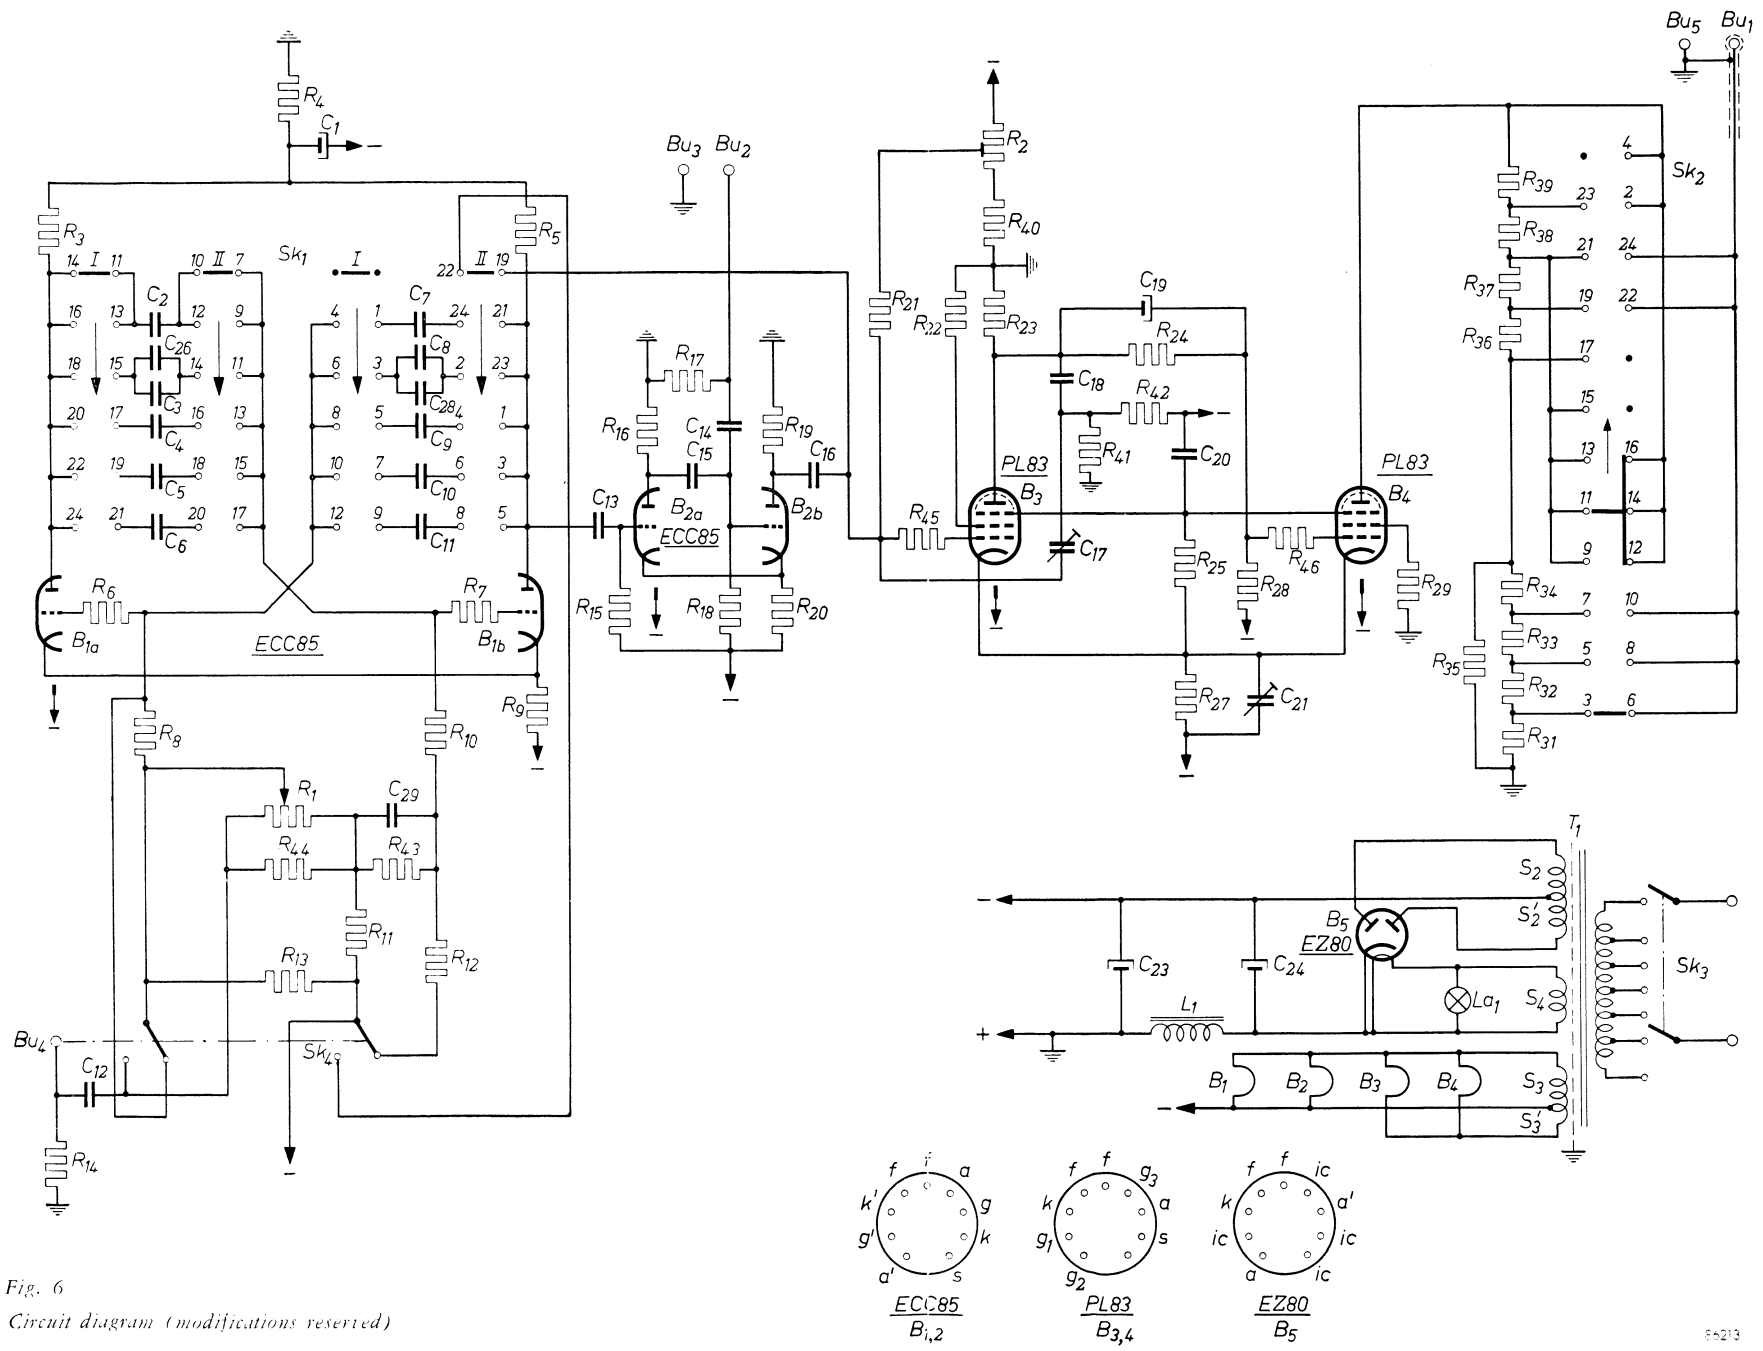 Bu5 Bu1
R4
C1
Bu3 Bu2
R2
4
Sk2
R39
23 2
R3
R5
R40
R38
14 I 11 10 II 7 Sk1 I 22 II 19
21 24
R37
16 13 C2 12 9 4 1 C7 24 21
R21 R22 R23
C19
19 22
R36
18 15 C26 14 11 6 3 C8 2 23
C3 C28
R17
R24
17
C18
R42
15
20 17 C4 16 13 8 5 C9 4 1
R16 C14 R19
C15 C16
R41
C20
13 16
22 19 C5 18 15 10 7 C10 6 3
PL83
B3
PL83
B4
24 21 C6 20 17 12 9 C11 8 5
C13
B2a
ECC85
B2b
R45
C17
R46
11 14
9 12
R6 R7
B1a
ECC85
B1b
R15 R18 R20
R25 R28
R29
R34
7 10
R33
R35
5 8
R32
3 6
R31
R8 R10 R9
R27 C21
R1 C29
R44 R43
R11
R13 R12
Bu4
Sk4
C12
R14
T1
S2
S2'
B5
EZ80
−
C23 C24
La1
S4
Sk3
L1
+
B1 B2 B3 B4
S3
S3'
−
f f a g k s a' g' k'
f f g3 a s g2 g1 k
f f ic a' ic ic a ic k
ECC85
B1,2
PL83
B3,4
EZ80
B5
Fig. 6
Circuit diagram (modifications reserved)
86213